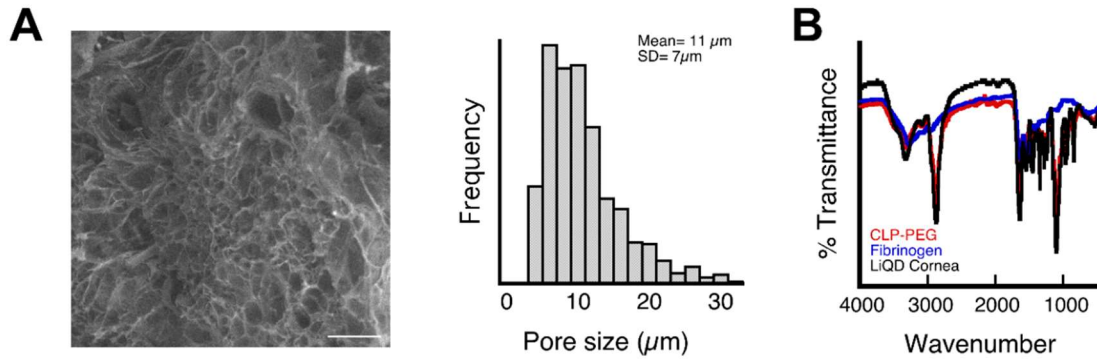 A
Mean= 11 µm
SD= 7µm
Frequency
0 10 20 30
Pore size (µm)
B
% Transmittance
CLP-PEG
Fibrinogen
LiQD Cornea
4000 3000 2000 1000
Wavenumber